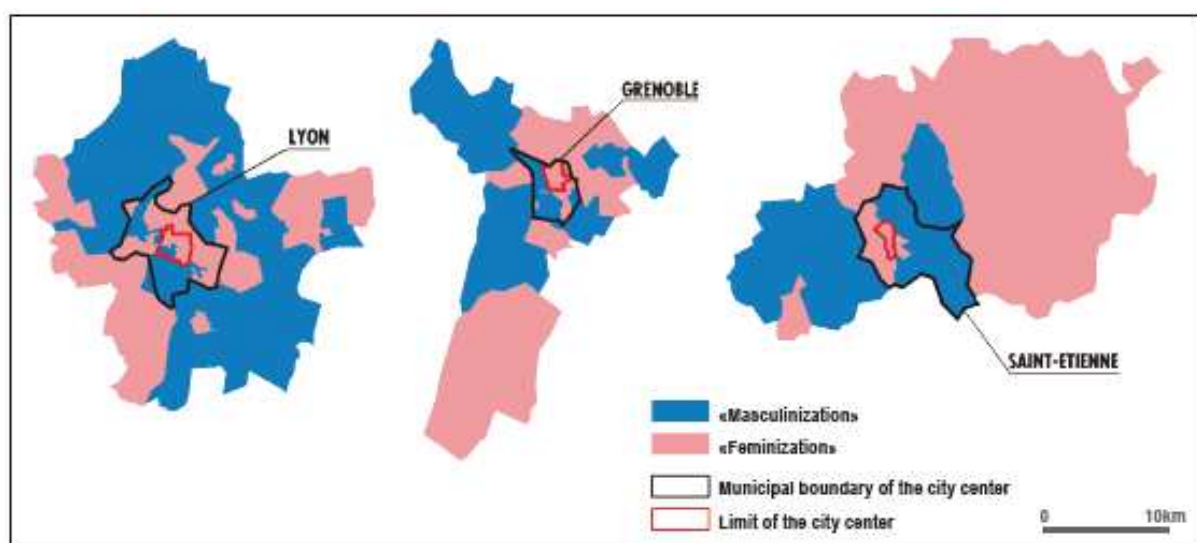 GRENOBLE
LYON
SAINT-ETIENNE
«Masculinization»
«Feminization»
Municipal boundary of the city center
Limit of the city center
0 10km